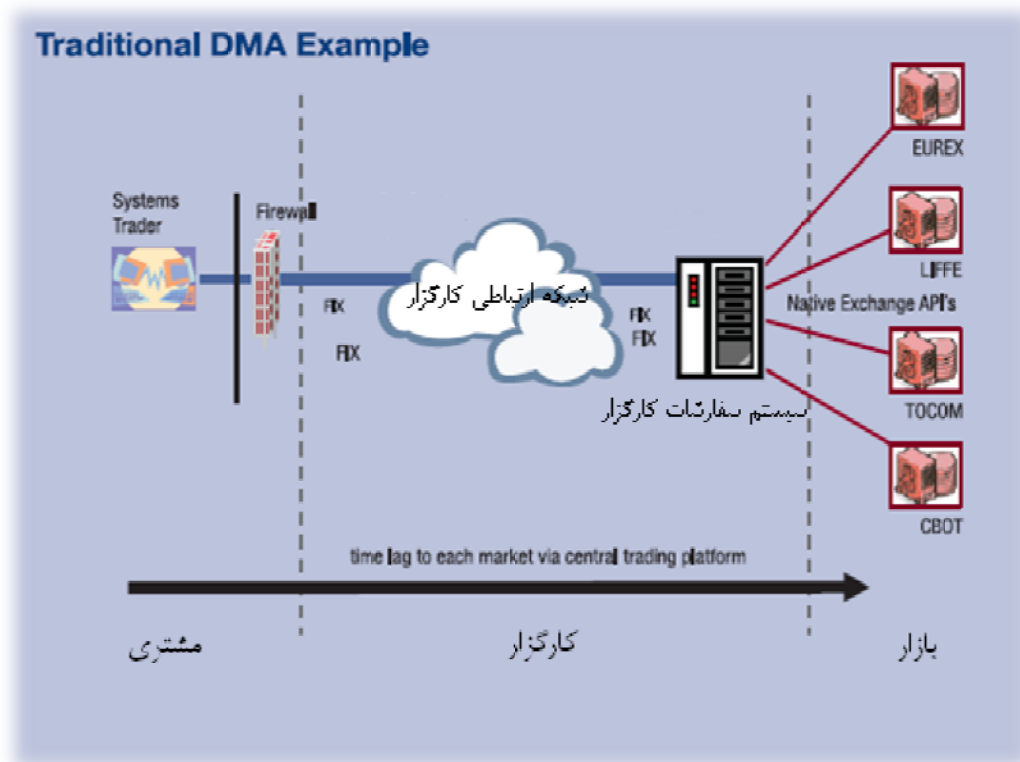 Traditional DMA Example
EUREX
Systems
Trader
Firewall
LIFFE
شبکه ارتباطی کارگزار
FIX
FIX
FIX
FIX
Native Exchange API's
سیستم سفارشات کارگزار
TOCOM
CBOT
time lag to each market via central trading platform
مشتری
کارگزار
بازار